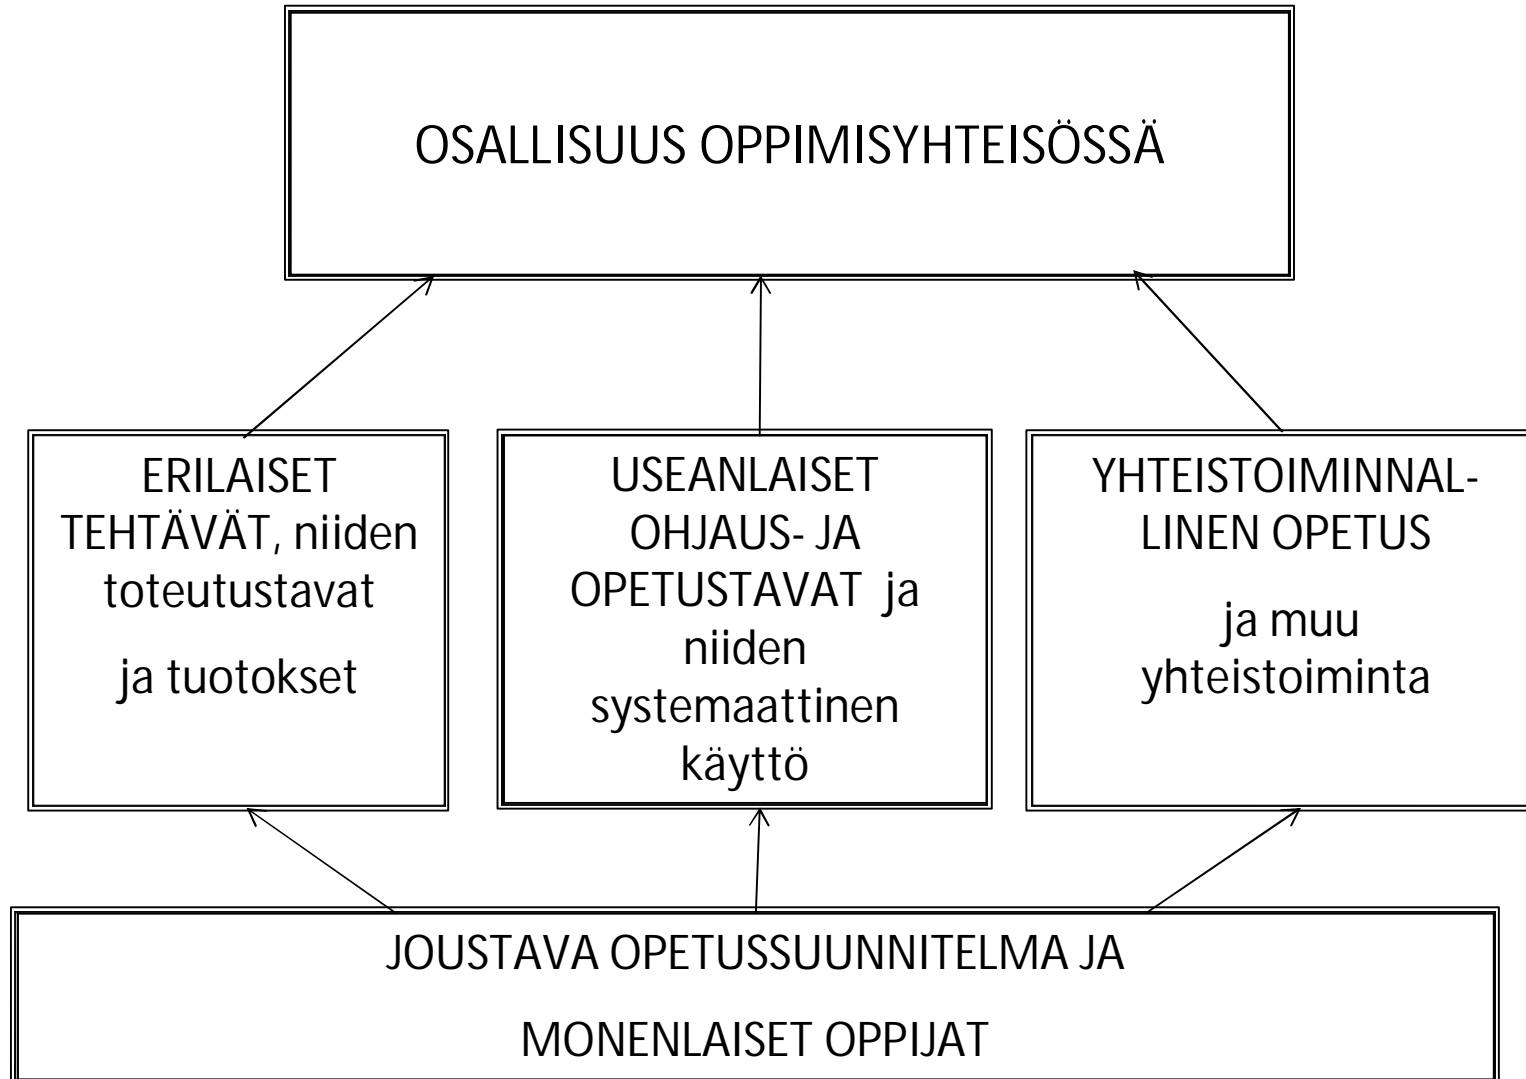 OSALLISUUS OPPIMISYHTEISÖSSÄ
ERILAISET
TEHTÄVÄT, niiden
toteutustavat
ja tuotokset
USEANLAISET
OHJAUS- JA
OPETUSTAVAT ja
niiden
systemaattinen
käyttö
YHTEISTOIMINNAL-
LINEN OPETUS
ja muu
yhteistoiminta
JOUSTAVA OPETUSSUUNNITELMA JA
MONENLAISET OPPIJAT